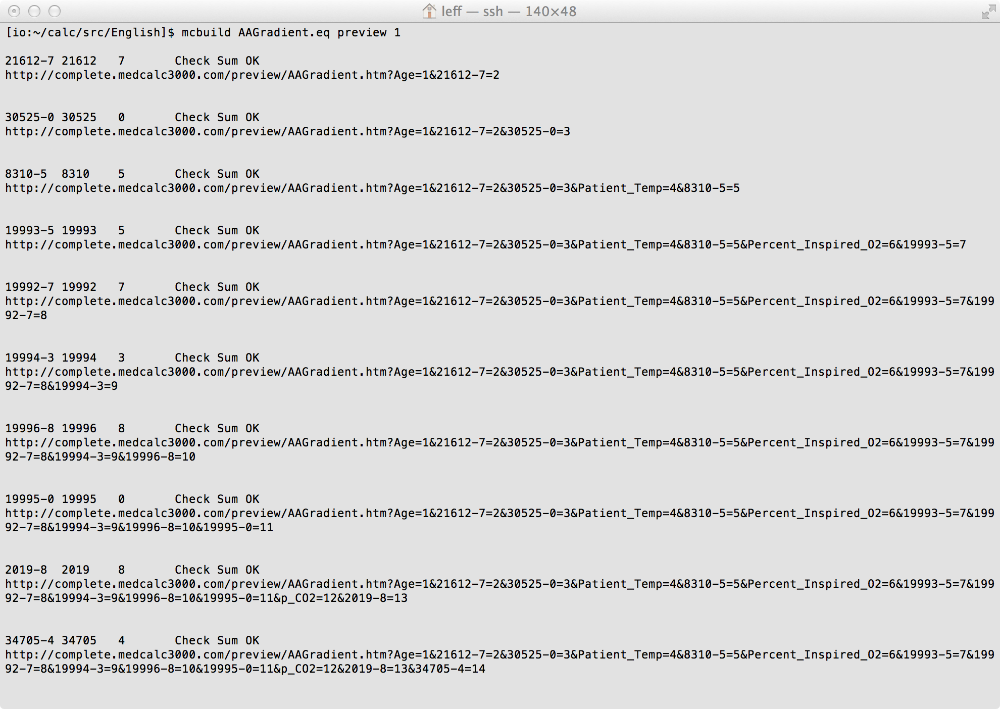 leff — ssh — 140×48
[io:~/calc/src/English]$ mcbuild AAGradient.eq preview 1
21612-7 21612   7       Check Sum OK
http://complete.medcalc3000.com/preview/AAGradient.htm?Age=1&21612-7=2
30525-0 30525   0       Check Sum OK
http://complete.medcalc3000.com/preview/AAGradient.htm?Age=1&21612-7=2&30525-0=3
8310-5  8310    5       Check Sum OK
http://complete.medcalc3000.com/preview/AAGradient.htm?Age=1&21612-7=2&30525-0=3&Patient_Temp=4&8310-5=5
19993-5 19993   5       Check Sum OK
http://complete.medcalc3000.com/preview/AAGradient.htm?Age=1&21612-7=2&30525-0=3&Patient_Temp=4&8310-5=5&Percent_Inspired_O2=6&19993-5=7
19992-7 19992   7       Check Sum OK
http://complete.medcalc3000.com/preview/AAGradient.htm?Age=1&21612-7=2&30525-0=3&Patient_Temp=4&8310-5=5&Percent_Inspired_O2=6&19993-5=7&199
92-7=8
19994-3 19994   3       Check Sum OK
http://complete.medcalc3000.com/preview/AAGradient.htm?Age=1&21612-7=2&30525-0=3&Patient_Temp=4&8310-5=5&Percent_Inspired_O2=6&19993-5=7&199
92-7=8&19994-3=9
19996-8 19996   8       Check Sum OK
http://complete.medcalc3000.com/preview/AAGradient.htm?Age=1&21612-7=2&30525-0=3&Patient_Temp=4&8310-5=5&Percent_Inspired_O2=6&19993-5=7&199
92-7=8&19994-3=9&19996-8=10
19995-0 19995   0       Check Sum OK
http://complete.medcalc3000.com/preview/AAGradient.htm?Age=1&21612-7=2&30525-0=3&Patient_Temp=4&8310-5=5&Percent_Inspired_O2=6&19993-5=7&199
92-7=8&19994-3=9&19996-8=10&19995-0=11
2019-8  2019    8       Check Sum OK
http://complete.medcalc3000.com/preview/AAGradient.htm?Age=1&21612-7=2&30525-0=3&Patient_Temp=4&8310-5=5&Percent_Inspired_O2=6&19993-5=7&199
92-7=8&19994-3=9&19996-8=10&19995-0=11&p_CO2=12&2019-8=13
34705-4 34705   4       Check Sum OK
http://complete.medcalc3000.com/preview/AAGradient.htm?Age=1&21612-7=2&30525-0=3&Patient_Temp=4&8310-5=5&Percent_Inspired_O2=6&19993-5=7&199
92-7=8&19994-3=9&19996-8=10&19995-0=11&p_CO2=12&2019-8=13&34705-4=14